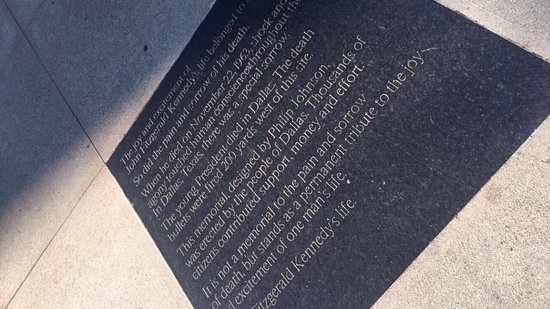 The joy and excitement of
John Fitzgerald Kennedy's life belonged to
So did the pain and sorrow of his death.
When he died on November 22, 1963, shock and
agony touched human conscience throughout the
In Dallas, Texas, there was a special sorrow.
The young President died in Dallas. The death
bullets were fired 200 yards west of this site.
This memorial, designed by Philip Johnson,
was erected by the people of Dallas. Thousands of
citizens contributed support, money and effort.
It is not a memorial to the pain and sorrow
of death, but stands as a permanent tribute to the joy
excitement of one man's life.
Fitzgerald Kennedy's life.